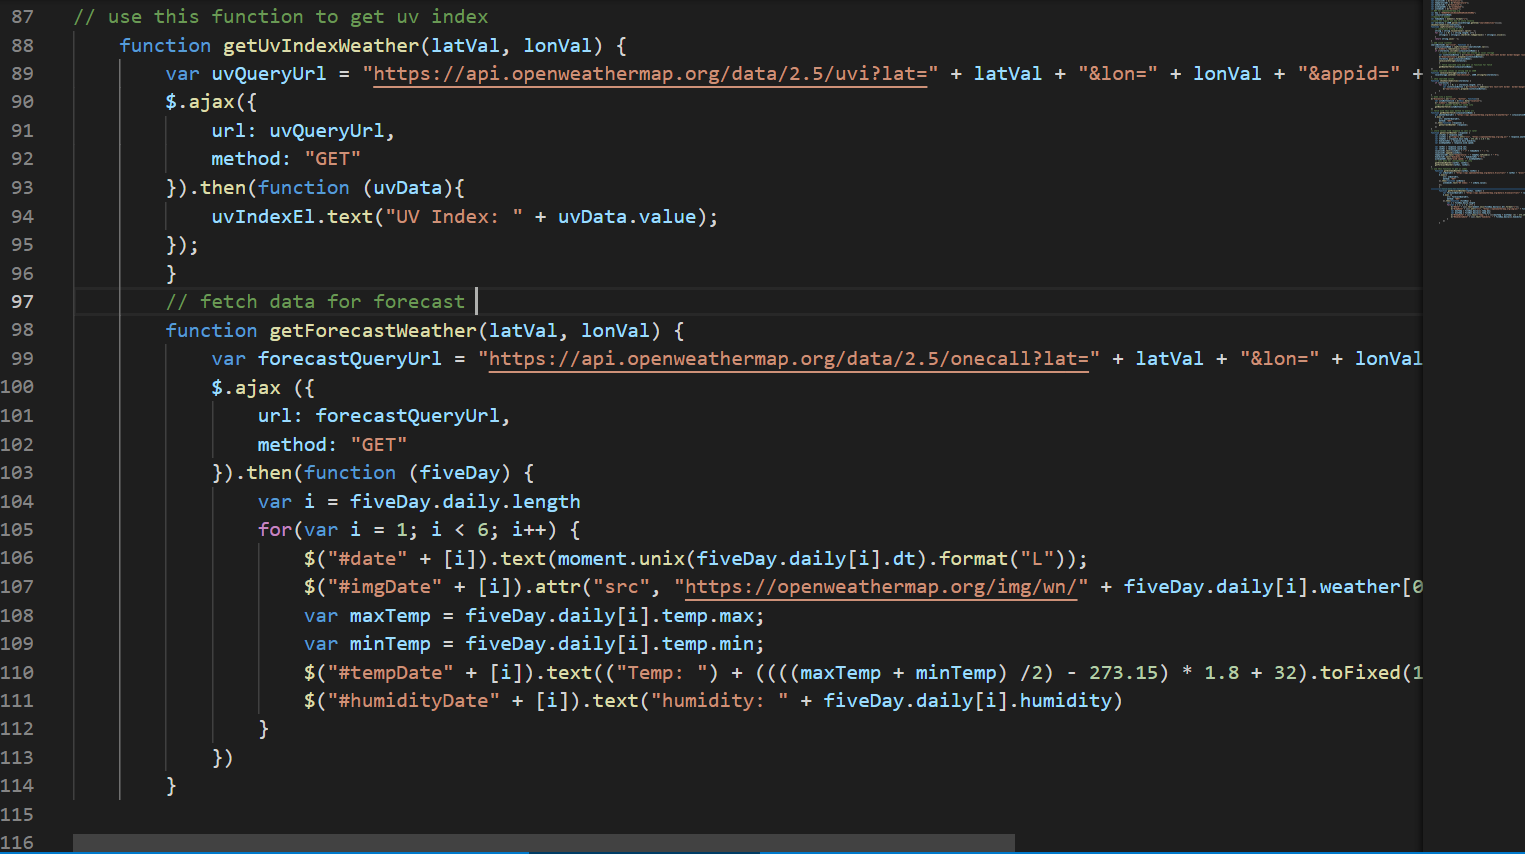 87 // use this function to get uv index
88 function getUvIndexWeather(latVal, lonVal) {
89 var uvQueryUrl = "https://api.openweathermap.org/data/2.5/uvi?lat=" + latVal + "&lon=" + lonVal + "&appid=" +
90 $.ajax({
91 url: uvQueryUrl,
92 method: "GET"
93 }).then(function (uvData){
94 uvIndexEl.text("UV Index: " + uvData.value);
95 });
96 }
97 // fetch data for forecast
98 function getForecastWeather(latVal, lonVal) {
99 var forecastQueryUrl = "https://api.openweathermap.org/data/2.5/onecall?lat=" + latVal + "&lon=" + lonVal
100 $.ajax ({
101 url: forecastQueryUrl,
102 method: "GET"
103 }).then(function (fiveDay) {
104 var i = fiveDay.daily.length
105 for(var i = 1; i < 6; i++) {
106 $("#date" + [i]).text(moment.unix(fiveDay.daily[i].dt).format("L"));
107 $("#imgDate" + [i]).attr("src", "https://openweathermap.org/img/wn/" + fiveDay.daily[i].weather[0
108 var maxTemp = fiveDay.daily[i].temp.max;
109 var minTemp = fiveDay.daily[i].temp.min;
110 $("#tempDate" + [i]).text(("Temp: ") + ((((maxTemp + minTemp) /2) - 273.15) * 1.8 + 32).toFixed(1
111 $("#humidityDate" + [i]).text("humidity: " + fiveDay.daily[i].humidity)
112 }
113 })
114 }
115
116